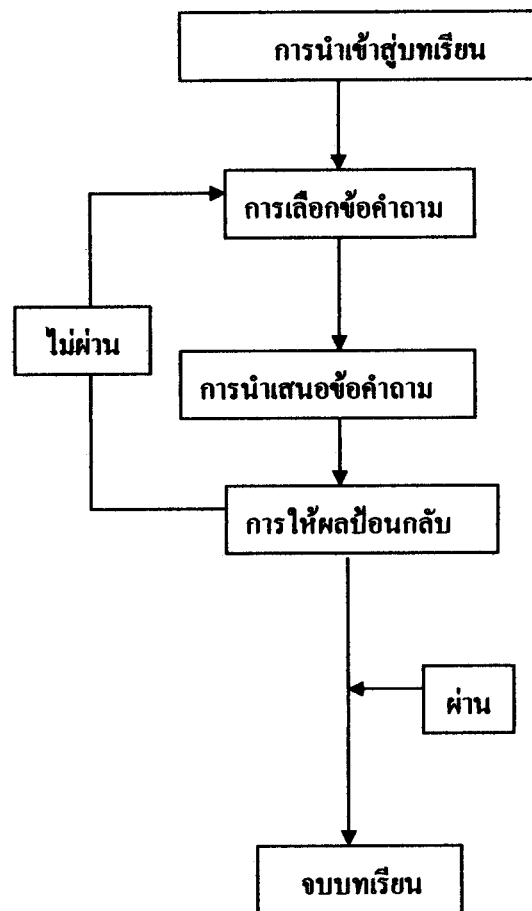 การนำเข้าสู่บทเรียน
การเลือกข้อคำถาม
ไม่ผ่าน
การนำเสนอข้อคำถาม
การให้ผลป้อนกลับ
ผ่าน
จบบทเรียน